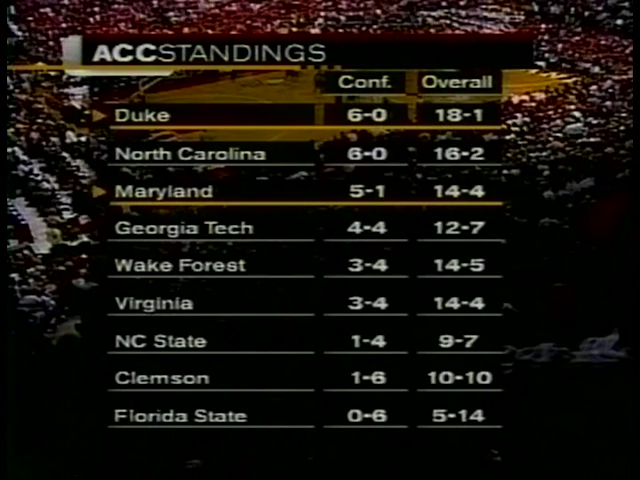 ACCSTANDINGS
Conf. Overall
Duke 6-0 18-1
North Carolina 6-0 16-2
Maryland 5-1 14-4
Georgia Tech 4-4 12-7
Wake Forest 3-4 14-5
Virginia 3-4 14-4
NC State 1-4 9-7
Clemson 1-6 10-10
Florida State 0-6 5-14